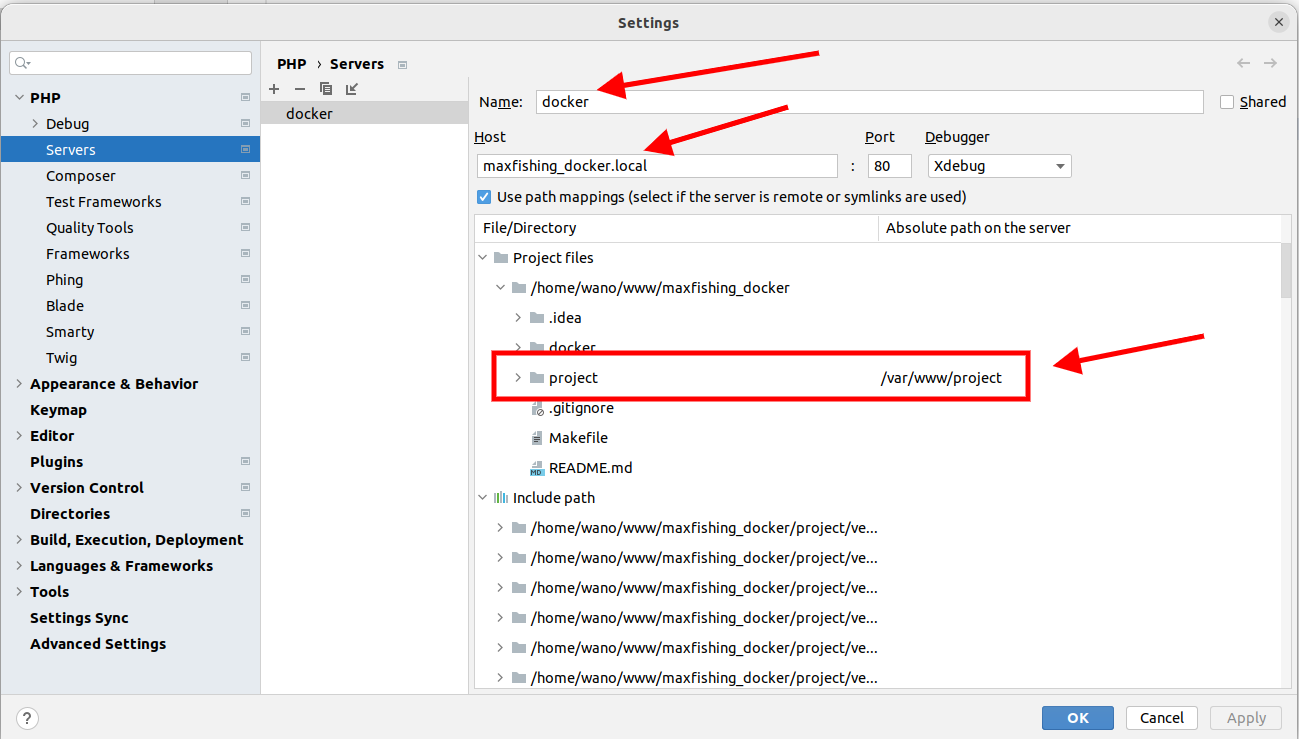 Settings
PHP › Servers
PHP
Debug
Servers
Composer
Test Frameworks
Quality Tools
Frameworks
Phing
Blade
Smarty
Twig
Appearance & Behavior
Keymap
Editor
Plugins
Version Control
Directories
Build, Execution, Deployment
Languages & Frameworks
Tools
Settings Sync
Advanced Settings
docker
Name: docker Shared
Host Port Debugger
maxfishing_docker.local : 80 Xdebug
Use path mappings (select if the server is remote or symlinks are used)
File/Directory Absolute path on the server
Project files
/home/wano/www/maxfishing_docker
.idea
docker
project /var/www/project
.gitignore
Makefile
MD README.md
Include path
/home/wano/www/maxfishing_docker/project/ve...
/home/wano/www/maxfishing_docker/project/ve...
/home/wano/www/maxfishing_docker/project/ve...
/home/wano/www/maxfishing_docker/project/ve...
/home/wano/www/maxfishing_docker/project/ve...
/home/wano/www/maxfishing_docker/project/ve...
? OK Cancel Apply